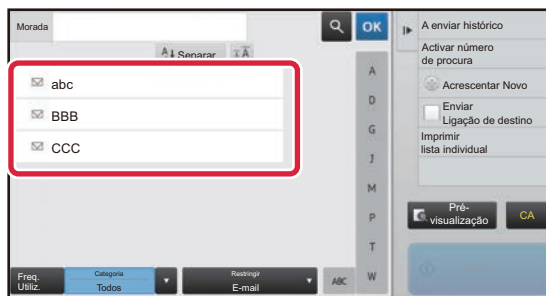 Morada
OK
Separar
abc
BBB
CCC
A
D
G
J
M
P
T
W
ABC
Freq.
Utiliz.
Categoria
Todos
Restringir
E-mail
A enviar histórico
Activar número
de procura
Acrescentar Novo
Enviar
Ligação de destino
Imprimir
lista individual
Pré-
visualização
CA